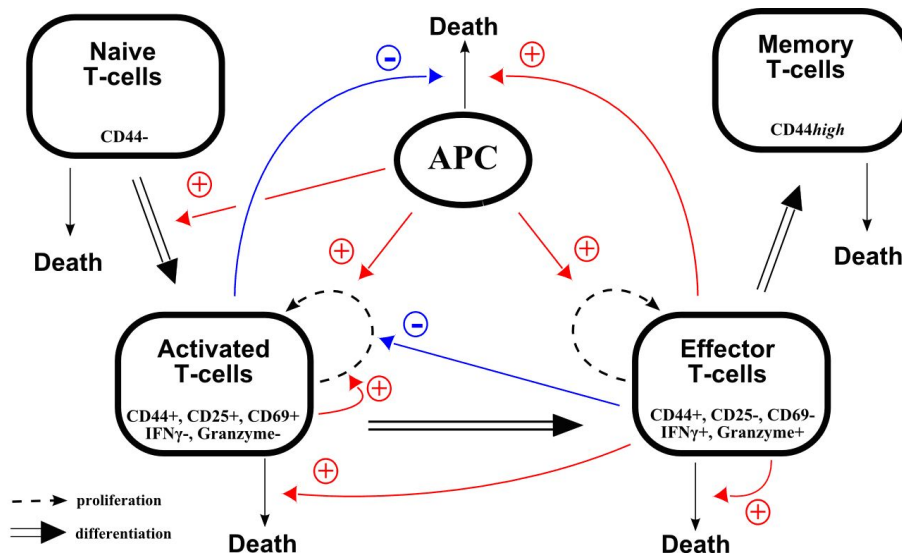 Naive
T-cells
CD44-
Death
-
Death
+
APC
Memory
T-cells
CD44high
Death
+
+
+
Activated
T-cells
CD44+, CD25+, CD69+
IFNγ-, Granzyme-
-
+
Effector
T-cells
CD44+, CD25-, CD69-
IFNγ+, Granzyme+
+
+
proliferation
differentiation
Death
Death